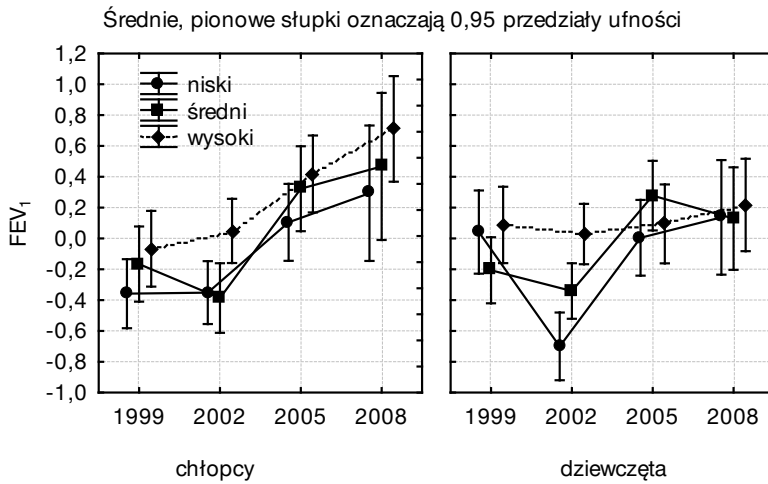 Średnie, pionowe słupki oznaczają 0,95 przedziały ufności
1,2
1,0
0,8
0,6
0,4
0,2
0,0
-0,2
-0,4
-0,6
-0,8
-1,0
FEV1
niski
średni
wysoki
1999 2002 2005 2008 1999 2002 2005 2008
chłopcy dziewczęta